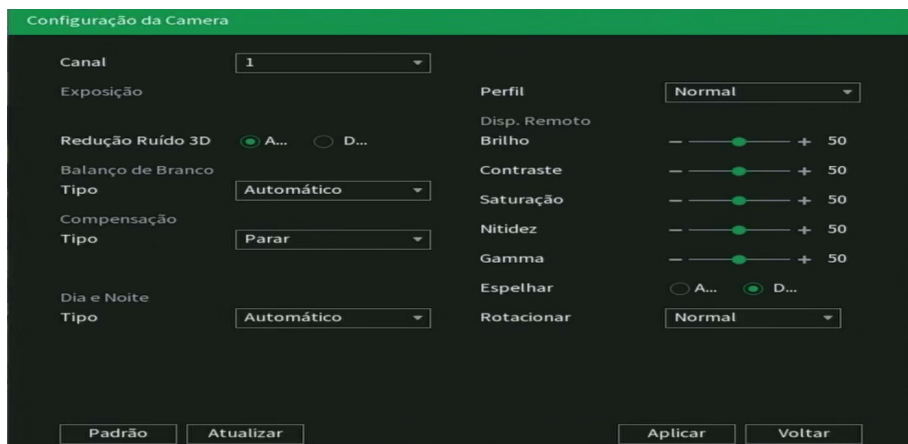 Configuração da Camera
Canal 1
Exposição
Redução Ruído 3D A... D...
Balanço de Branco
Tipo Automático
Compensação
Tipo Parar
Dia e Noite
Tipo Automático
Perfil Normal
Disp. Remoto
Brilho - + 50
Contraste - + 50
Saturação - + 50
Nitidez - + 50
Gamma - + 50
Espelhar A... D...
Rotacionar Normal
Padrão Atualizar Aplicar Voltar